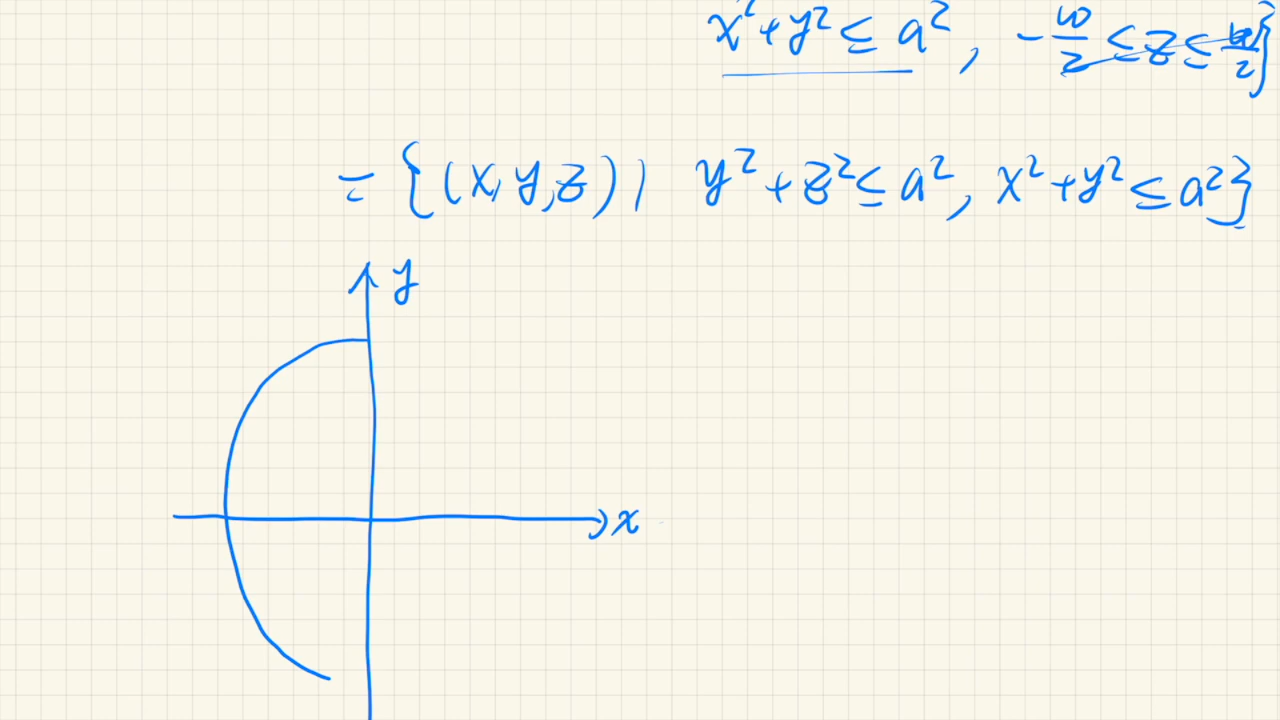 x²+y² ≤ a², -w/2 ≤ z ≤ w/2}
= {(x,y,z) | y²+z² ≤ a², x²+y² ≤ a²}
y
x